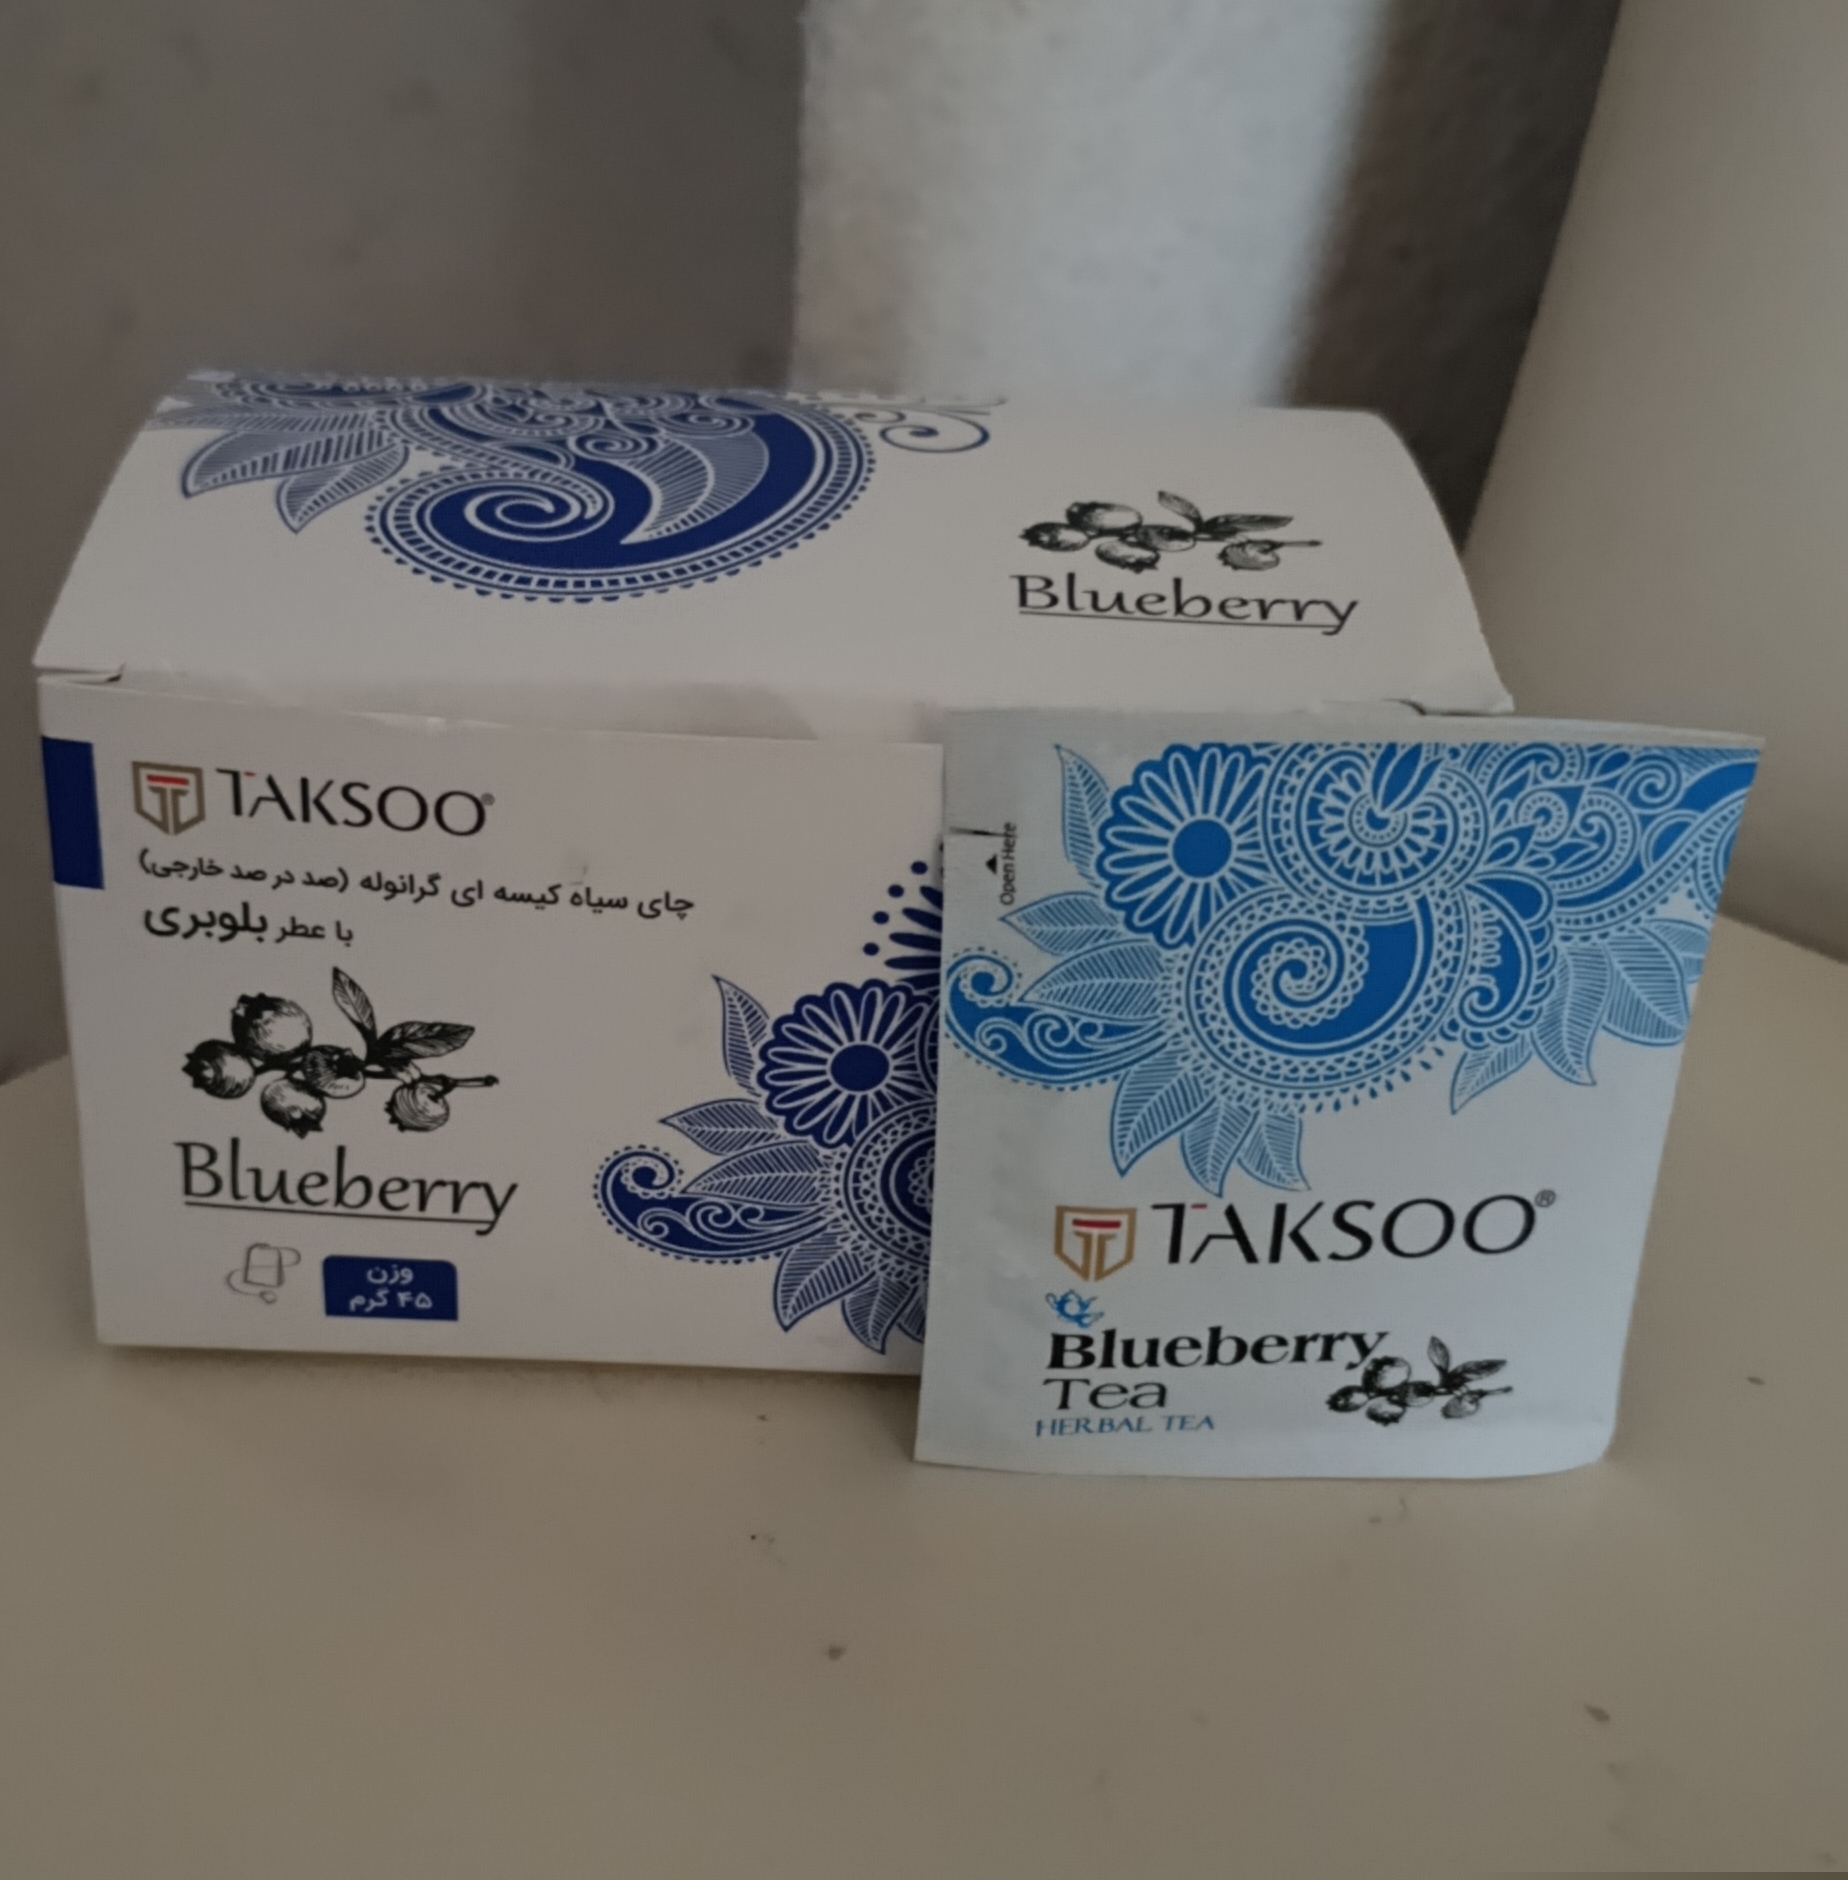 Blueberry
TAKSOO®
چای سیاه کیسه ای گرانوله (صد در صد خارجی)
با عطر بلوبری
Blueberry
وزن
۴۵ گرم
Open Here
TAKSOO®
Blueberry
Tea
HERBAL TEA